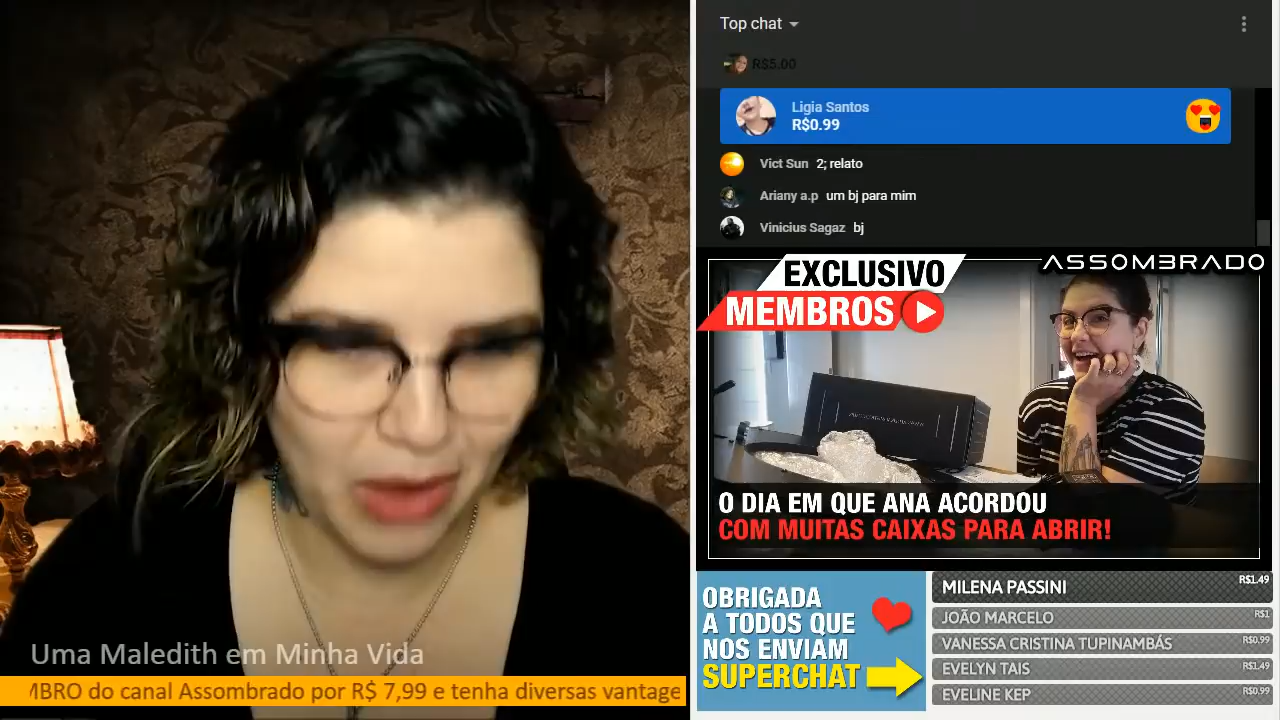 Top chat
R$5.00
Ligia Santos
R$0.99
Vict Sun 2; relato
Ariany a.p um bj para mim
Vinicius Sagaz bj
EXCLUSIVO
MEMBROS
ASSOMBRADO
O DIA EM QUE ANA ACORDOU
COM MUITAS CAIXAS PARA ABRIR!
OBRIGADA
A TODOS QUE
NOS ENVIAM
SUPERCHAT
MILENA PASSINI R$1.49
JOÃO MARCELO R$1
VANESSA CRISTINA TUPINAMBÁS R$0.99
EVELYN TAIS R$1.49
EVELINE KEP R$0.99
Uma Maledith em Minha Vida
MBRO do canal Assombrado por R$ 7,99 e tenha diversas vantage